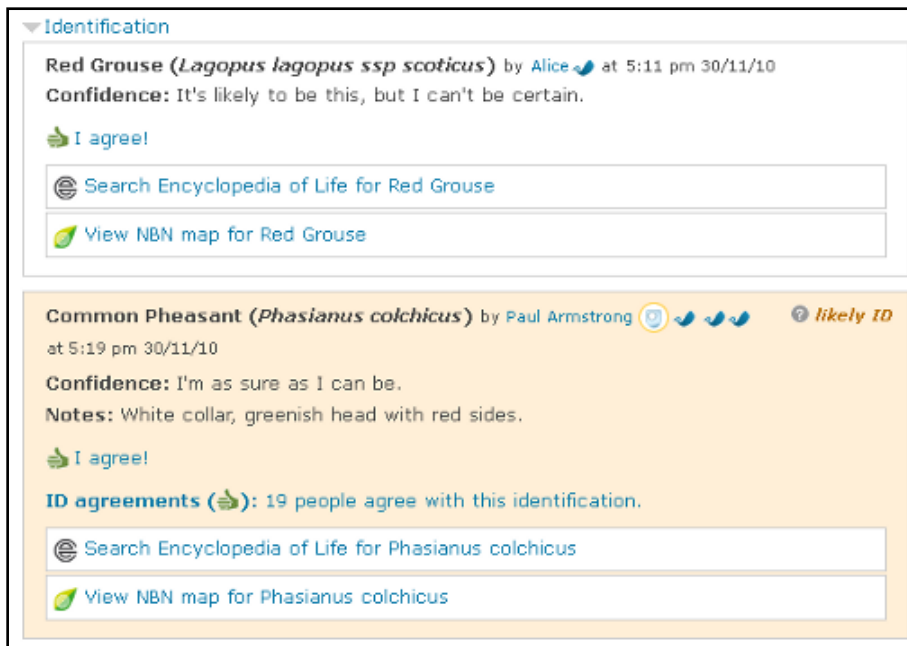 Identification
Red Grouse (Lagopus lagopus ssp scoticus) by Alice at 5:11 pm 30/11/10
Confidence: It's likely to be this, but I can't be certain.
I agree!
Search Encyclopedia of Life for Red Grouse
View NBN map for Red Grouse
Common Pheasant (Phasianus colchicus) by Paul Armstrong ? likely ID
at 5:19 pm 30/11/10
Confidence: I'm as sure as I can be.
Notes: White collar, greenish head with red sides.
I agree!
ID agreements ( ): 19 people agree with this identification.
Search Encyclopedia of Life for Phasianus colchicus
View NBN map for Phasianus colchicus